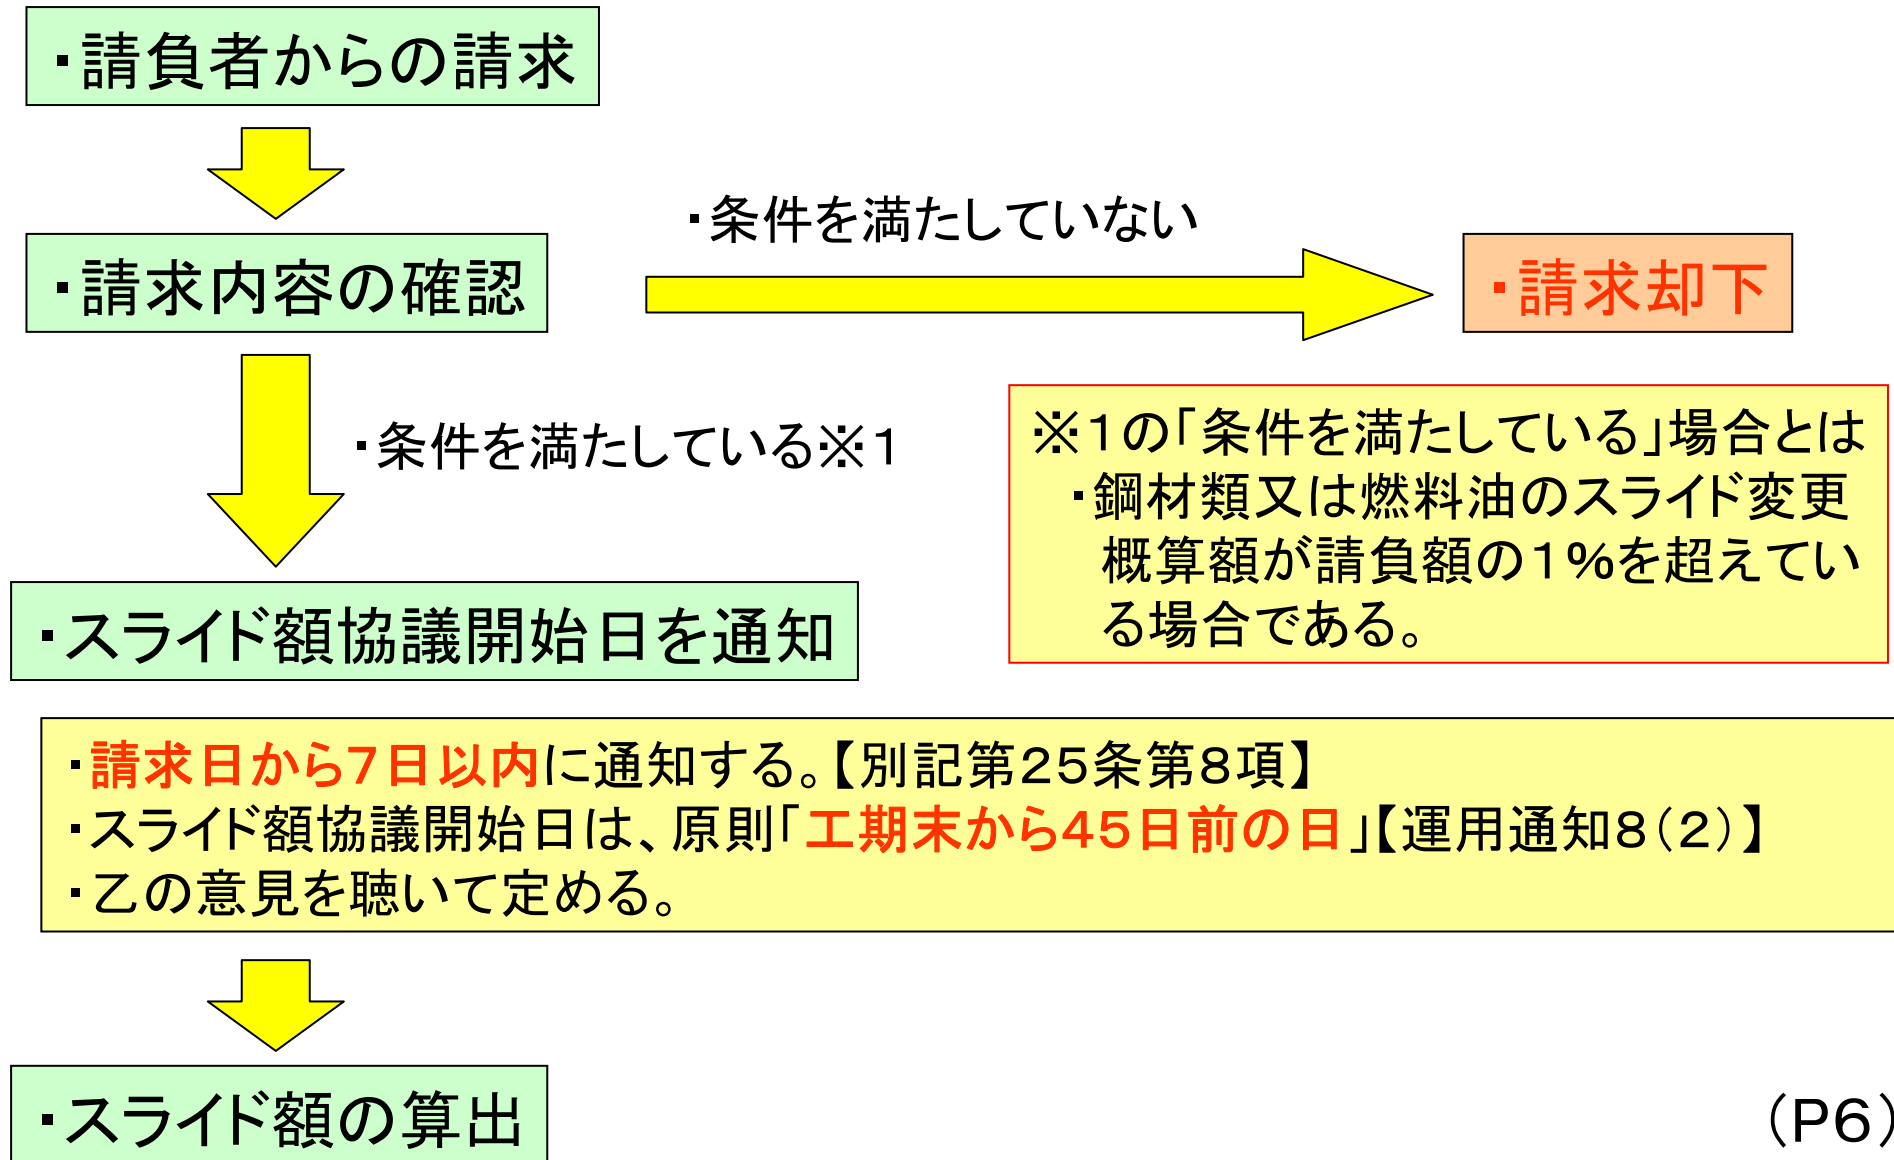 ・請負者からの請求
・条件を満たしていない
・請求内容の確認
・請求却下
・条件を満たしている※１
※１の「条件を満たしている」場合とは
・鋼材類又は燃料油のスライド変更
概算額が請負額の１％を超えてい
る場合である。
・スライド額協議開始日を通知
・請求日から７日以内に通知する。【別記第２５条第８項】
・スライド額協議開始日は、原則「工期末から４５日前の日」【運用通知８（２）】
・乙の意見を聴いて定める。
・スライド額の算出
（Ｐ６）